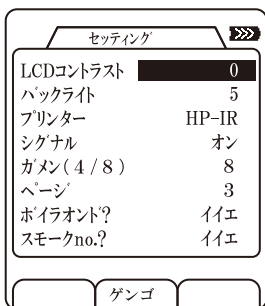 セッティング
LCDコントラスト 0
バックライト 5
プリンター HP-IR
シグナル オン
ガメン(4/8) 8
ページ 3
ボイラオンド? イイエ
スモークno.? イイエ
ゲンゴ